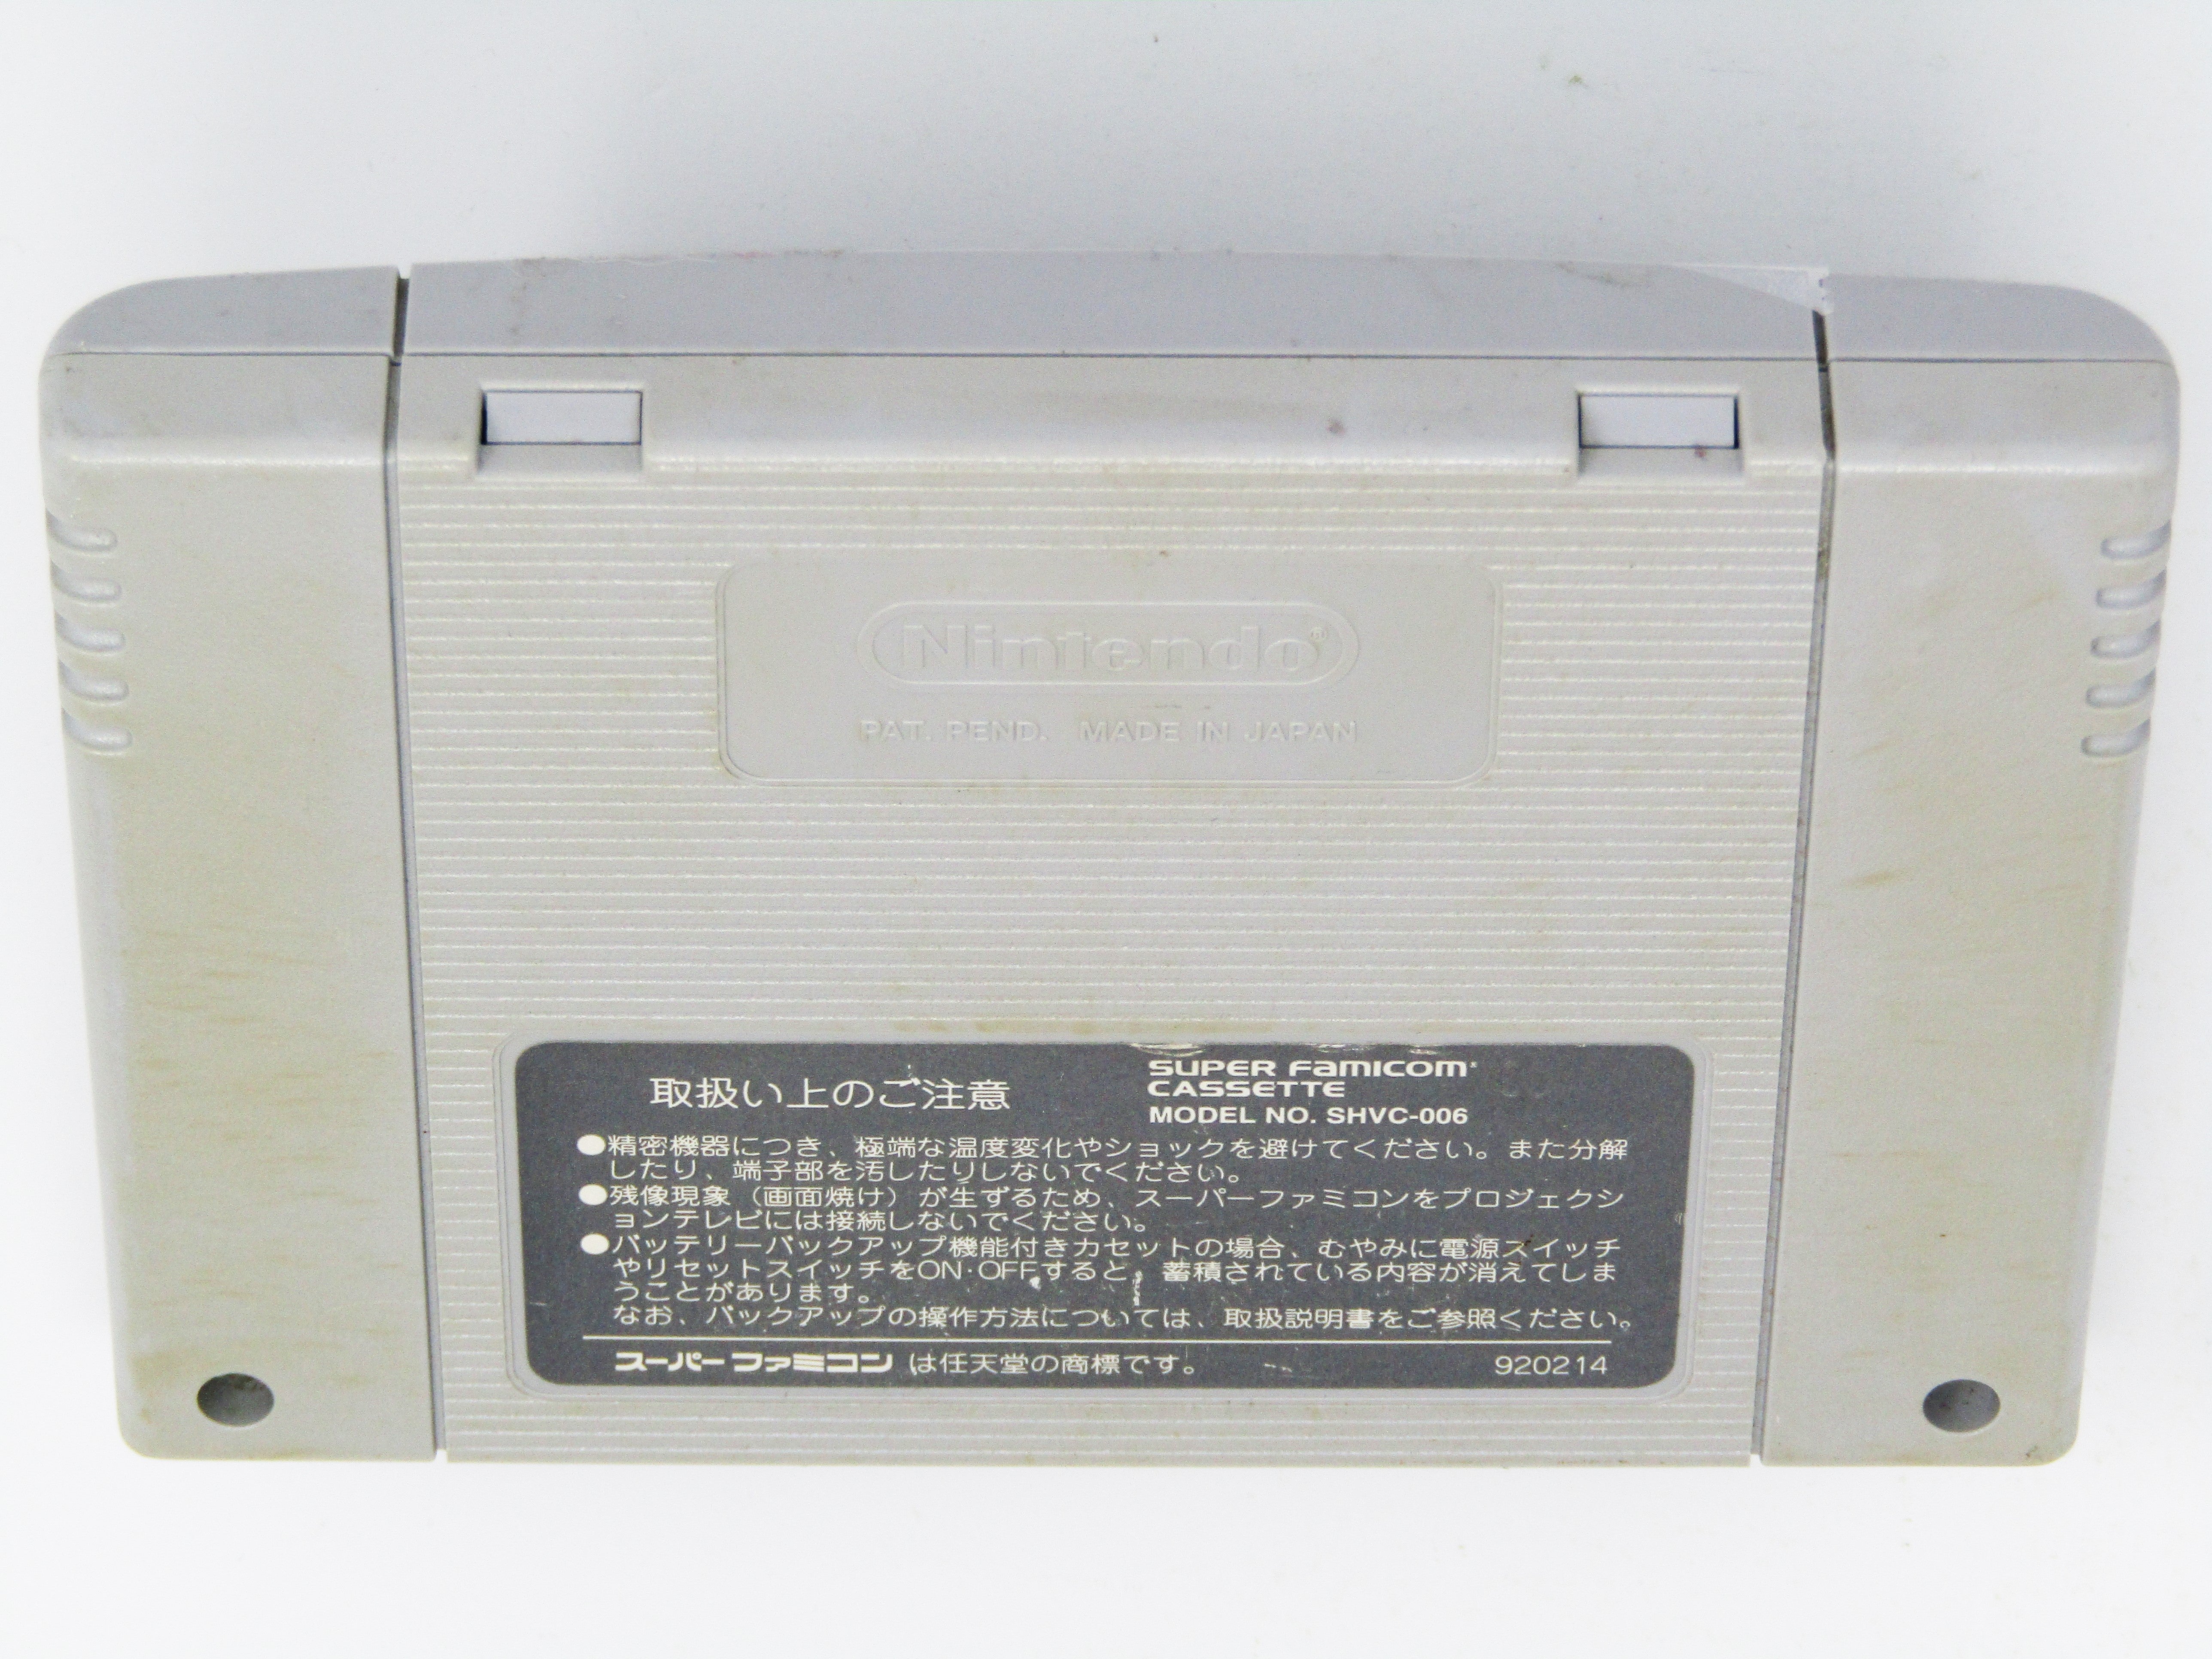 Nintendo®
PAT. PEND. MADE IN JAPAN
取扱い上のご注意
SUPER FAMICOM
CASSETTE
MODEL NO. SHVC-006
●精密機器につき、極端な温度変化やショックを避けてください。また分解
したり、端子部を汚したりしないでください。
●残像現象（画面焼け）が生ずるため、スーパーファミコンをプロジェクシ
ョンテレビには接続しないでください。
●バッテリーバックアップ機能付きカセットの場合、むやみに電源スイッチ
やリセットスイッチをON·OFFすると、蓄積されている内容が消えてしま
うことがあります。
なお、バックアップの操作方法については、取扱説明書をご参照ください。
スーパーファミコンは任天堂の商標です。 920214